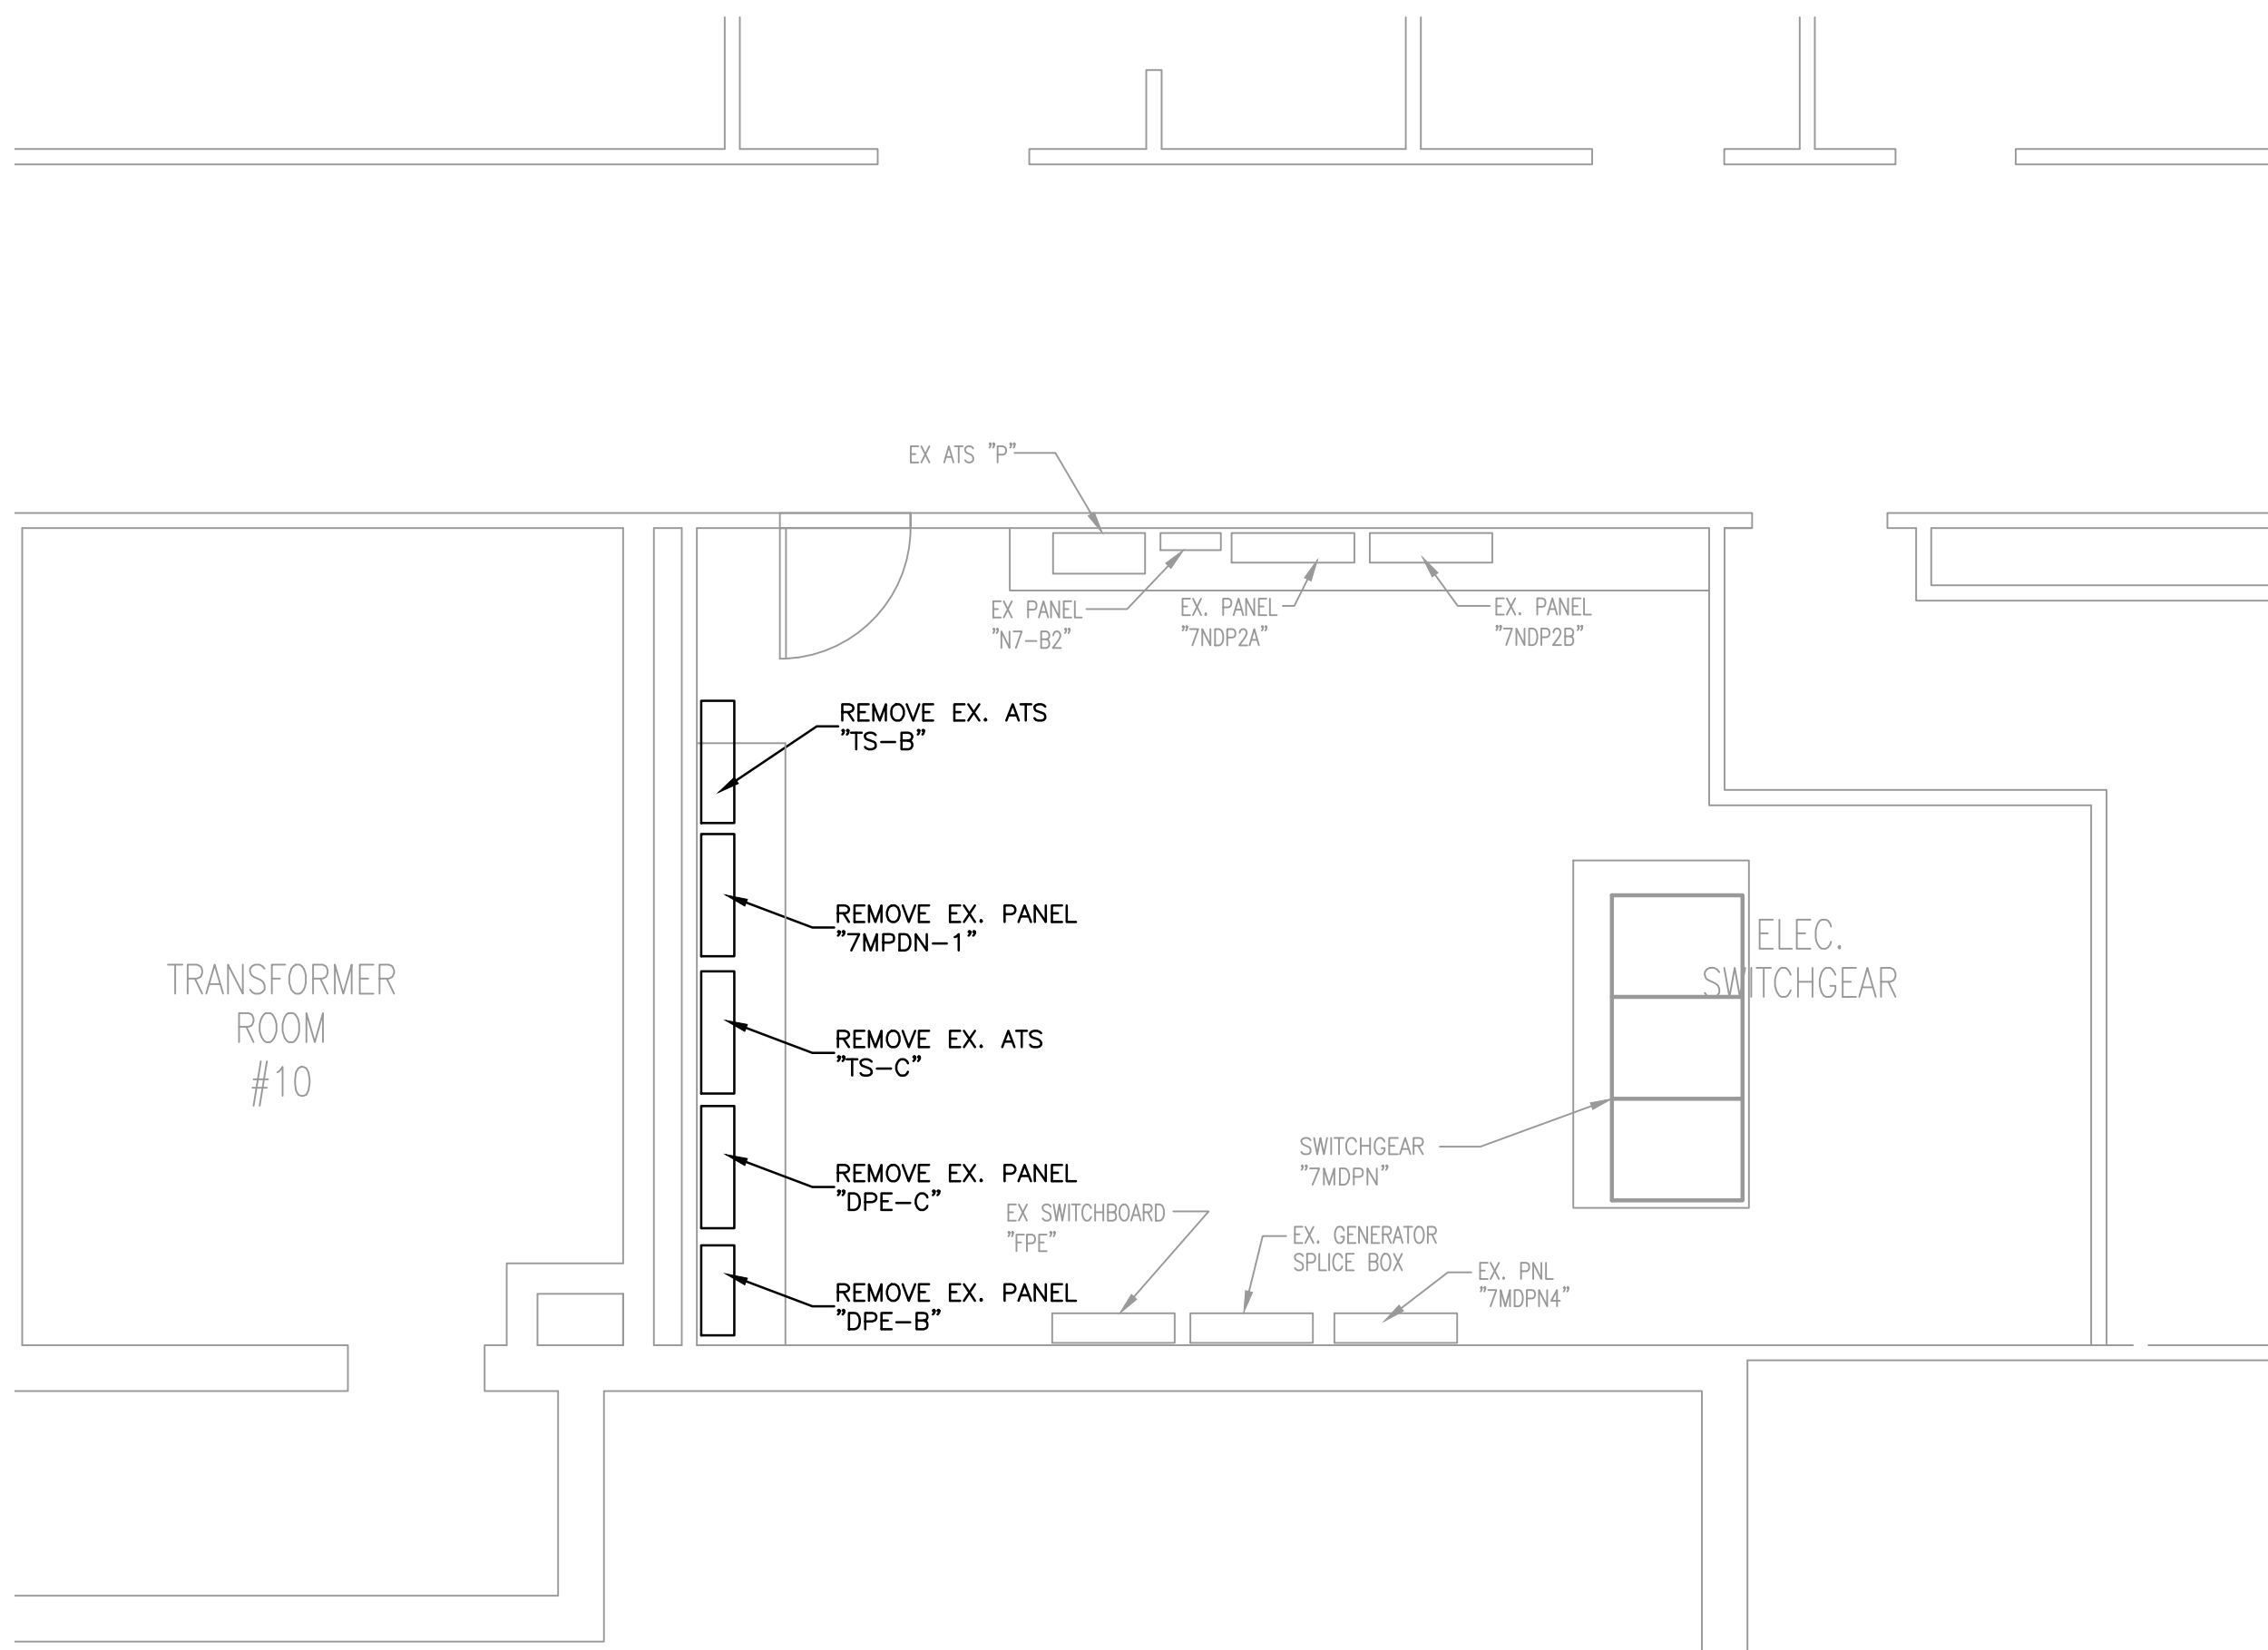 EX ATS "P"
EX PANEL
"N7-B2"
EX. PANEL
"7NDP2A"
EX. PANEL
"7NDP2B"
REMOVE EX. ATS
"TS-B"
REMOVE EX. PANEL
"7MPDN-1"
ELEC.
SWITCHGEAR
TRANSFORMER
ROOM
#10
REMOVE EX. ATS
"TS-C"
SWITCHGEAR
"7MDPN"
REMOVE EX. PANEL
"DPE-C"
EX SWITCHBOARD
"FPE"
EX. GENERATOR
SPLICE BOX
EX. PNL
"7MDPN4"
REMOVE EX. PANEL
"DPE-B"